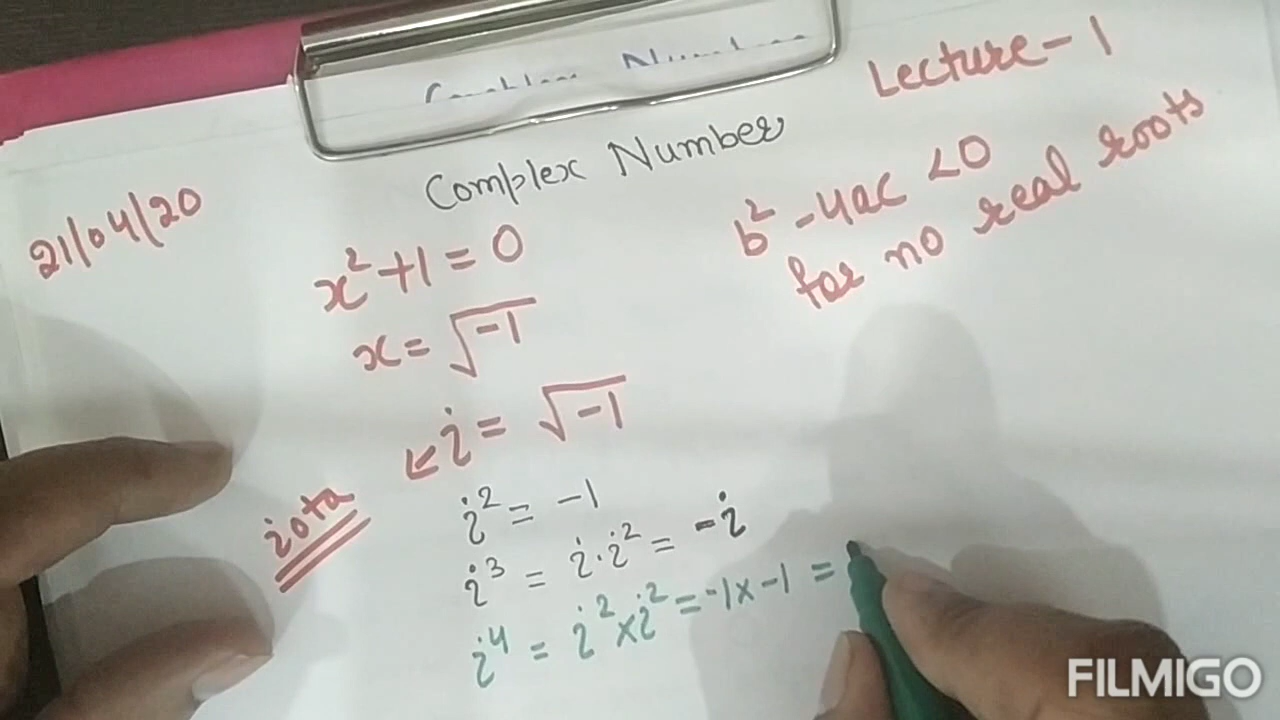 Lecture-1
Complex Number
21/04/20
x²+1=0
b²-4ac <0
for no real roots
x=√-1
i=√-1
iota
i²= -1
i³ = i·i² = -i
i⁴ = i²×i² = -1×-1 =
FILMIGO